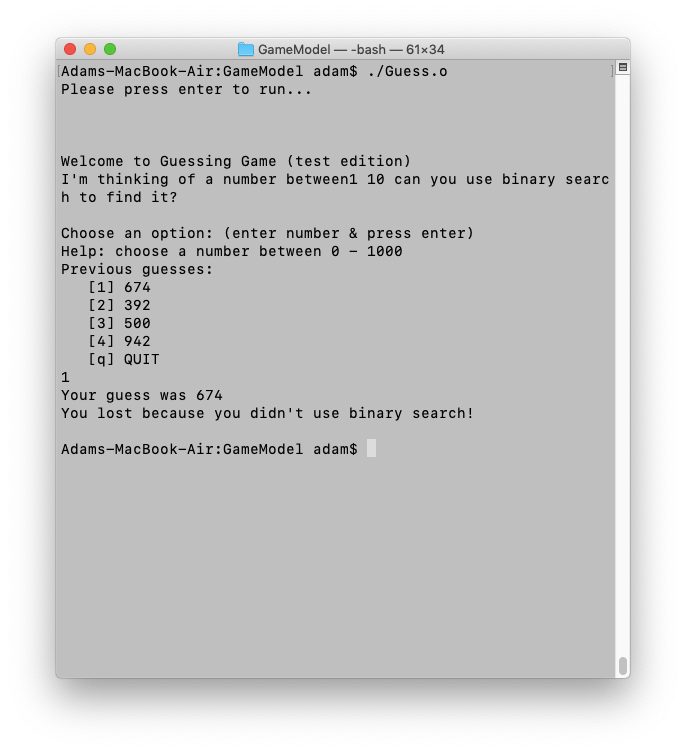 GameModel — -bash — 61×34
Adams-MacBook-Air:GameModel adam$ ./Guess.o
Please press enter to run...
Welcome to Guessing Game (test edition)
I'm thinking of a number between1 10 can you use binary searc
h to find it?
Choose an option: (enter number & press enter)
Help: choose a number between 0 - 1000
Previous guesses:
   [1] 674
   [2] 392
   [3] 500
   [4] 942
   [q] QUIT
1
Your guess was 674
You lost because you didn't use binary search!
Adams-MacBook-Air:GameModel adam$